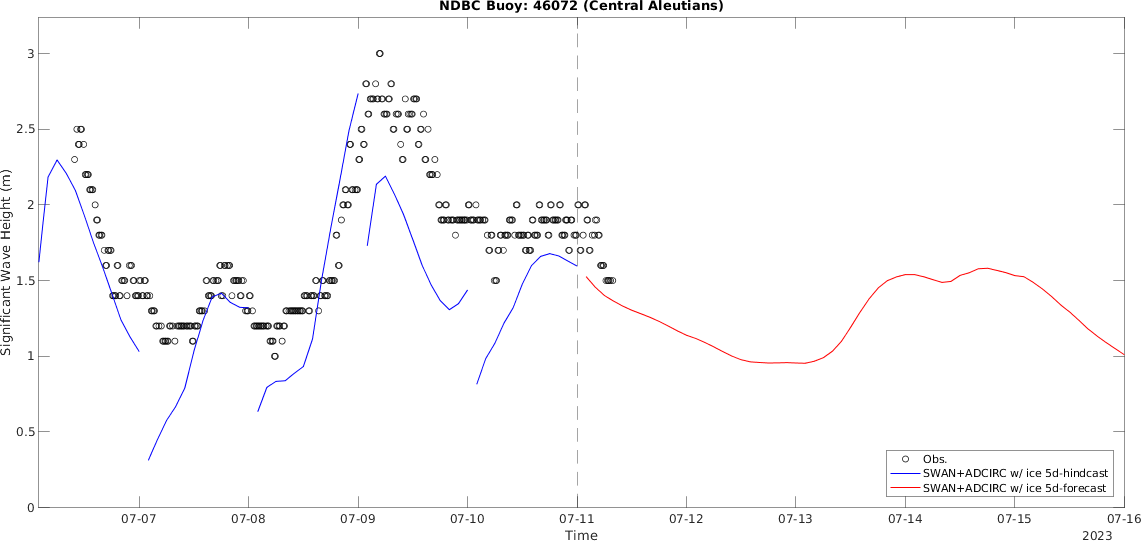 NDBC Buoy: 46072 (Central Aleutians)
Significant Wave Height (m)
3
2.5
2
1.5
1
0.5
0
Obs.
SWAN+ADCIRC w/ ice 5d-hindcast
SWAN+ADCIRC w/ ice 5d-forecast
07-07 07-08 07-09 07-10 07-11 07-12 07-13 07-14 07-15 07-16
Time
2023